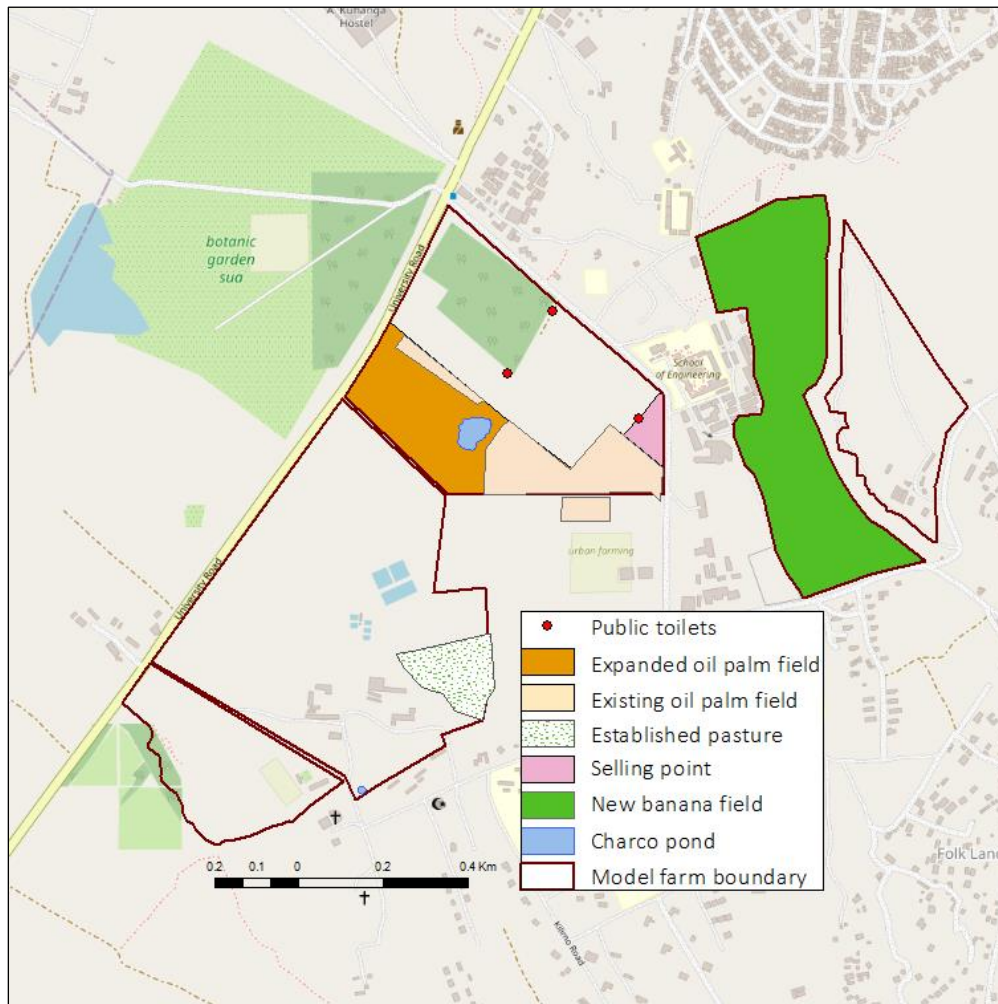 A. Kunanga
Hostel
botanic
garden
sua
University Road
School
of Engineering
urban farming
University Road
Public toilets
Expanded oil palm field
Existing oil palm field
Established pasture
Selling point
New banana field
Charco pond
Model farm boundary
Folk Land
0.2 0.1 0 0.2 0.4 Km
Road